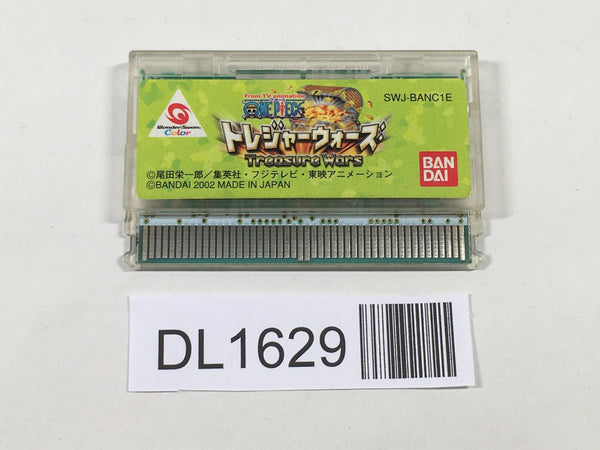 From TV animation
ONE PIECE
SWJ-BANC1E
WonderSwan
Color
トレジャーウォーズ
Treasure Wars
BAN
DAI
©尾田栄一郎／集英社・フジテレビ・東映アニメーション
©BANDAI 2002 MADE IN JAPAN
DL1629